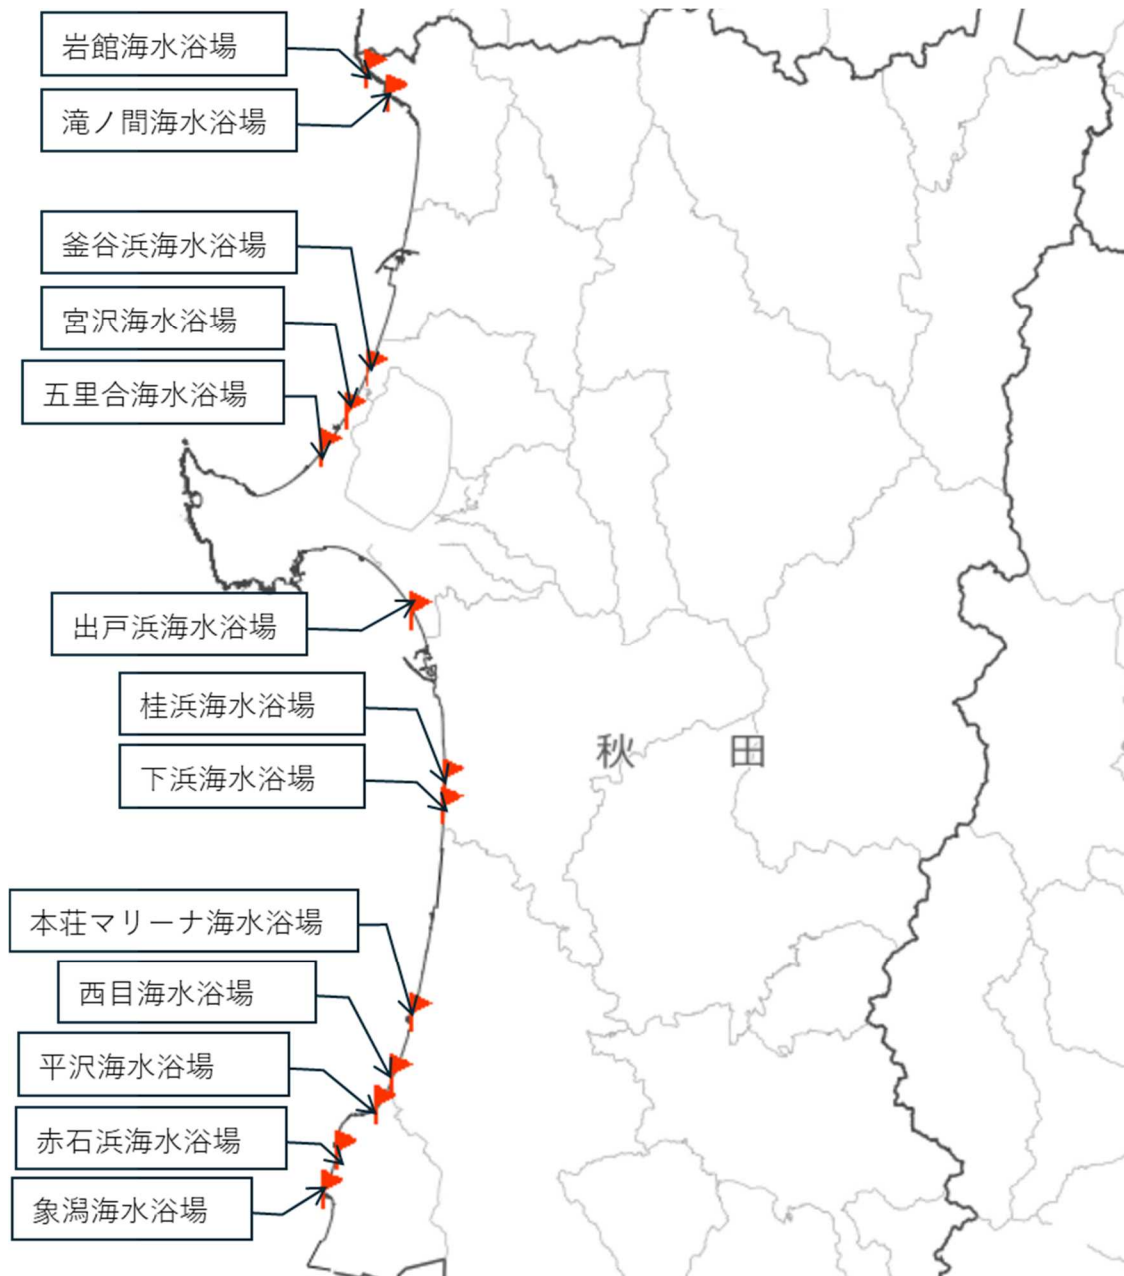 岩館海水浴場
滝ノ間海水浴場
釜谷浜海水浴場
宮沢海水浴場
五里合海水浴場
出戸浜海水浴場
桂浜海水浴場
秋 田
下浜海水浴場
本荘マリーナ海水浴場
西目海水浴場
平沢海水浴場
赤石浜海水浴場
象潟海水浴場